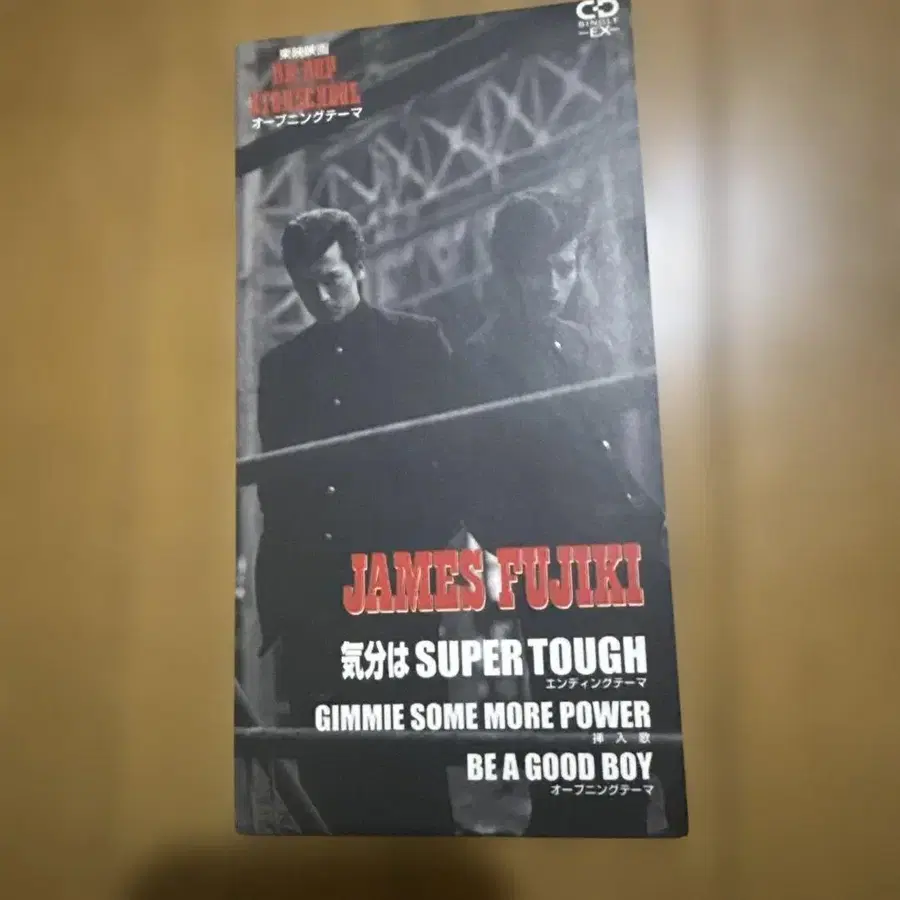 CD
SINGLE
-EX-
東映映画
BE-BOP
HIGHSCHOOL
オープニングテーマ
JAMES FUJIKI
気分は SUPER TOUGH
エンディングテーマ
GIMMIE SOME MORE POWER
挿入歌
BE A GOOD BOY
オープニングテーマ